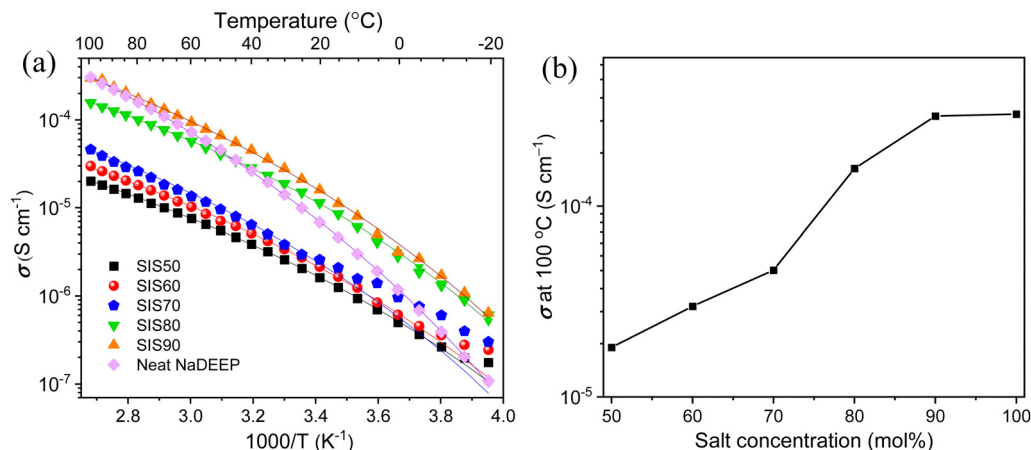 Temperature (°C)
100 80 60 40 20 0 -20
(a)
10⁻⁴
10⁻⁵
10⁻⁶
10⁻⁷
σ (S cm⁻¹)
SIS50
SIS60
SIS70
SIS80
SIS90
Neat NaDEEP
2.8 3.0 3.2 3.4 3.6 3.8 4.0
1000/T (K⁻¹)
(b)
10⁻⁴
10⁻⁵
σ at 100 °C (S cm⁻¹)
50 60 70 80 90 100
Salt concentration (mol%)